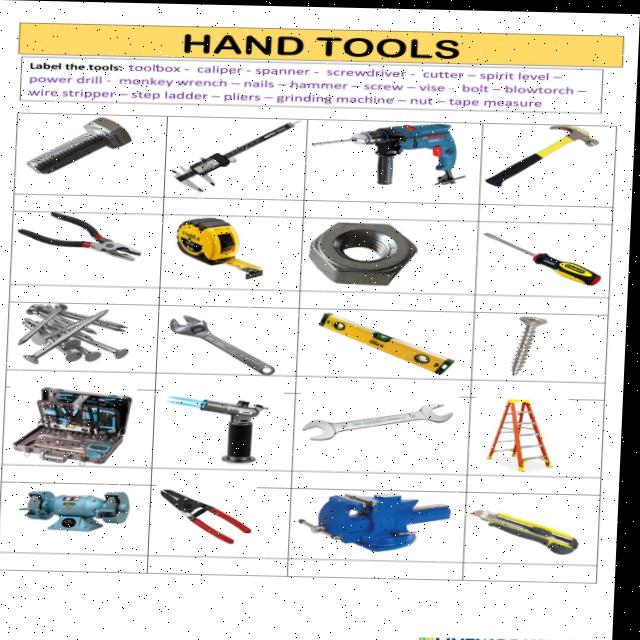 HAND TOOLS
Label the tools: toolbox - caliper - spanner - screwdriver - cutter – spirit level –
power drill - monkey wrench – nails – hammer – screw – vise - bolt – blowtorch –
wire stripper – step ladder – pliers – grinding machine – nut – tape measure